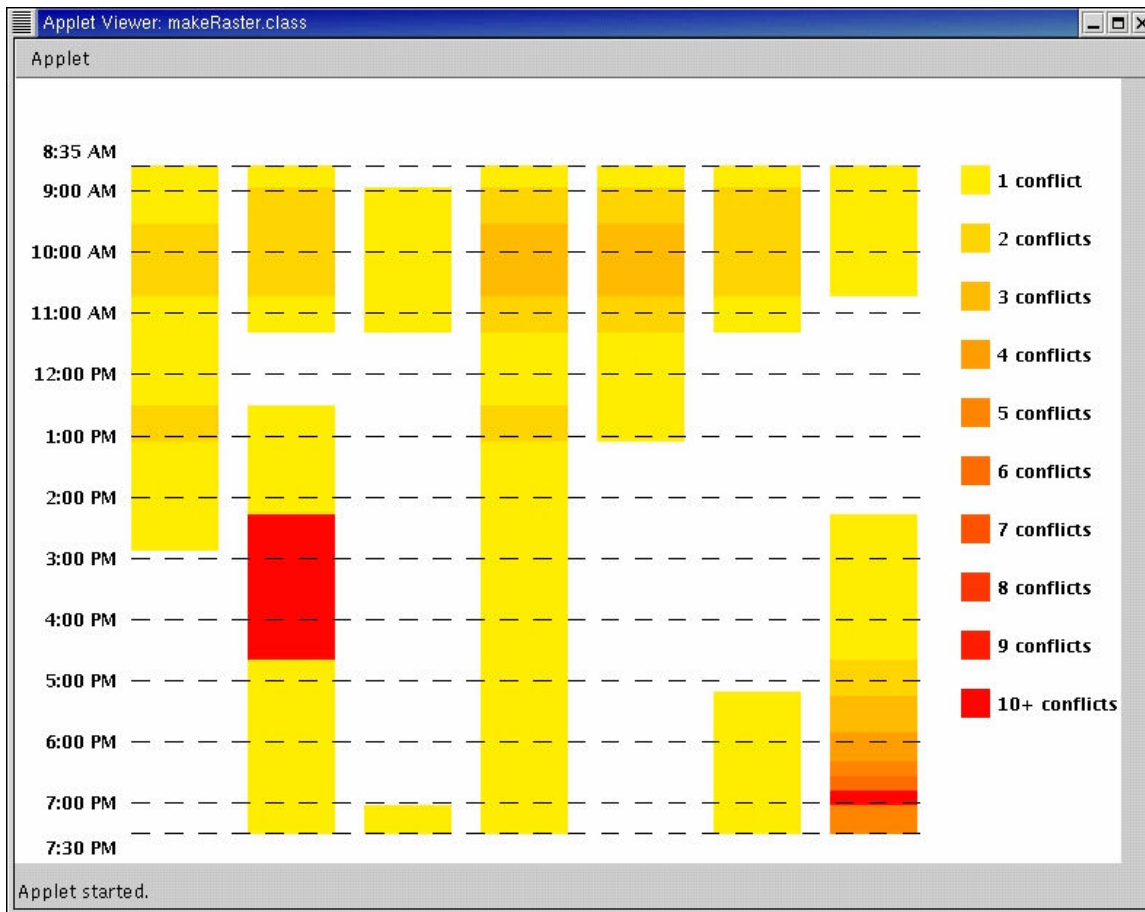 Applet Viewer: makeRaster.class
Applet
8:35 AM
9:00 AM
10:00 AM
11:00 AM
12:00 PM
1:00 PM
2:00 PM
3:00 PM
4:00 PM
5:00 PM
6:00 PM
7:00 PM
7:30 PM
1 conflict
2 conflicts
3 conflicts
4 conflicts
5 conflicts
6 conflicts
7 conflicts
8 conflicts
9 conflicts
10+ conflicts
Applet started.